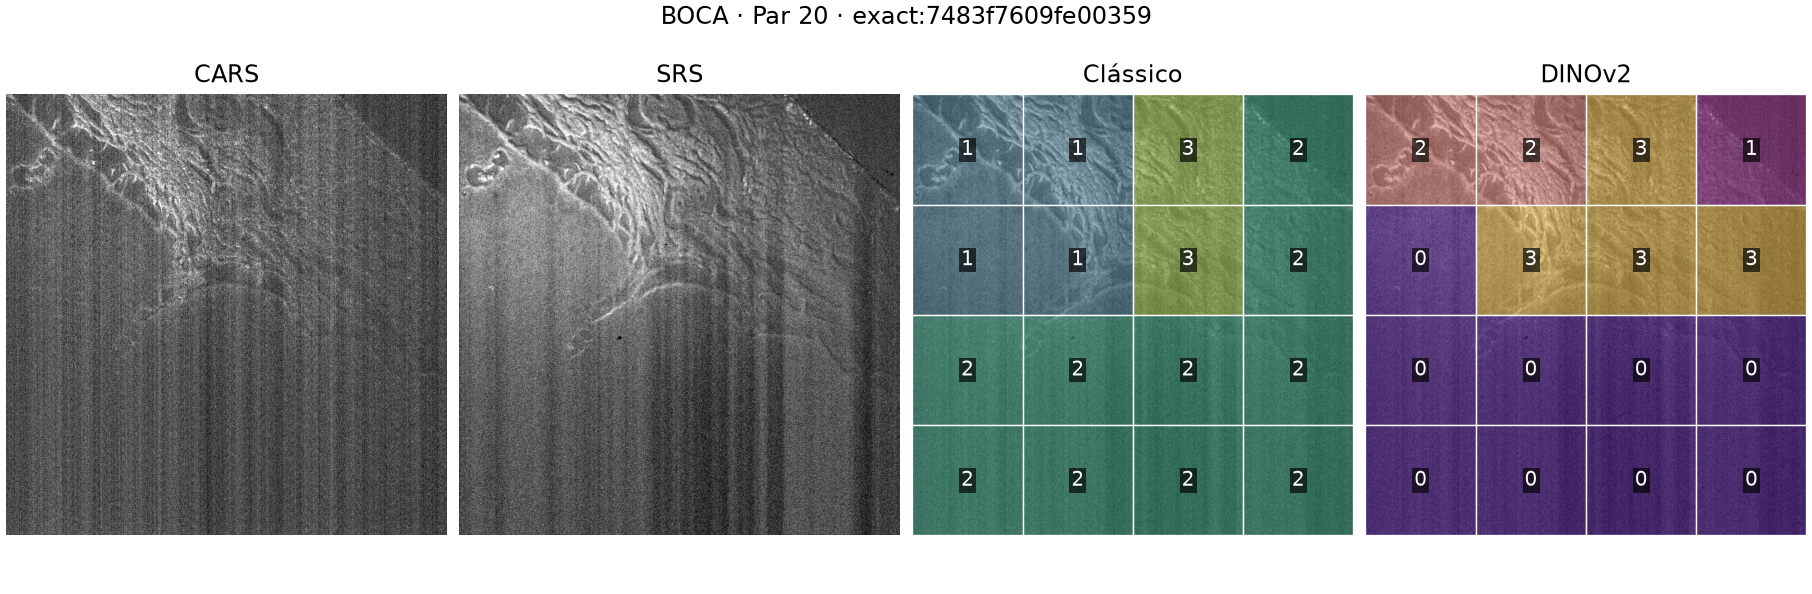 BOCA · Par 20 · exact:7483f7609fe00359
CARS
SRS
Clássico
DINOv2
1 1 3 2
1 1 3 2
2 2 2 2
2 2 2 2
2 2 3 1
0 3 3 3
0 0 0 0
0 0 0 0